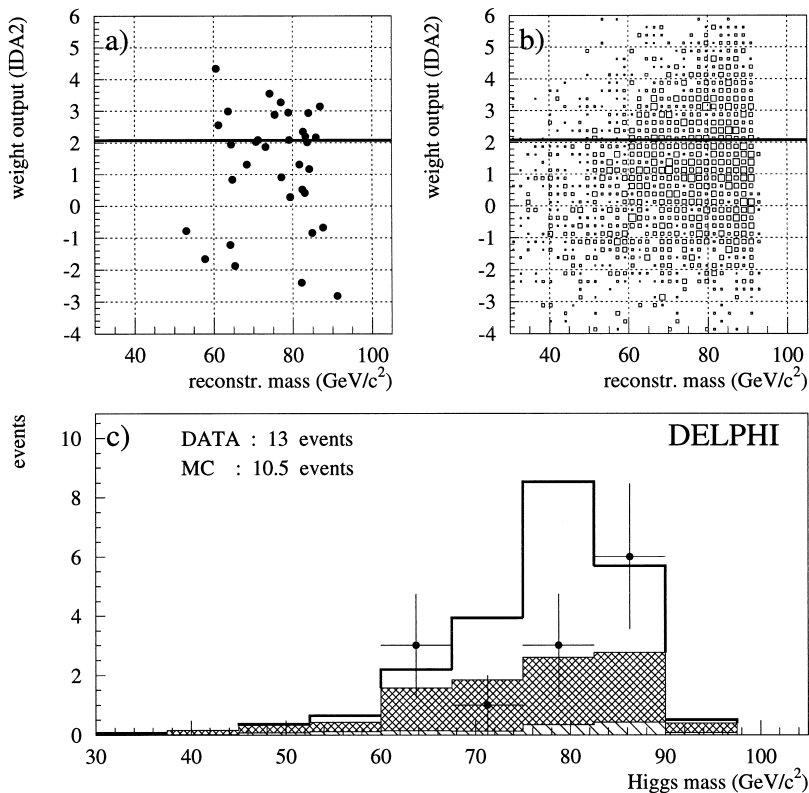 a)
weight output (IDA2)
6
5
4
3
2
1
0
-1
-2
-3
-4
40 60 80 100
reconstr. mass (GeV/c²)
b)
weight output (IDA2)
6
5
4
3
2
1
0
-1
-2
-3
-4
40 60 80 100
reconstr. mass (GeV/c²)
c)
DATA : 13 events
MC : 10.5 events
DELPHI
events
10
8
6
4
2
0
30 40 50 60 70 80 90 100
Higgs mass (GeV/c²)